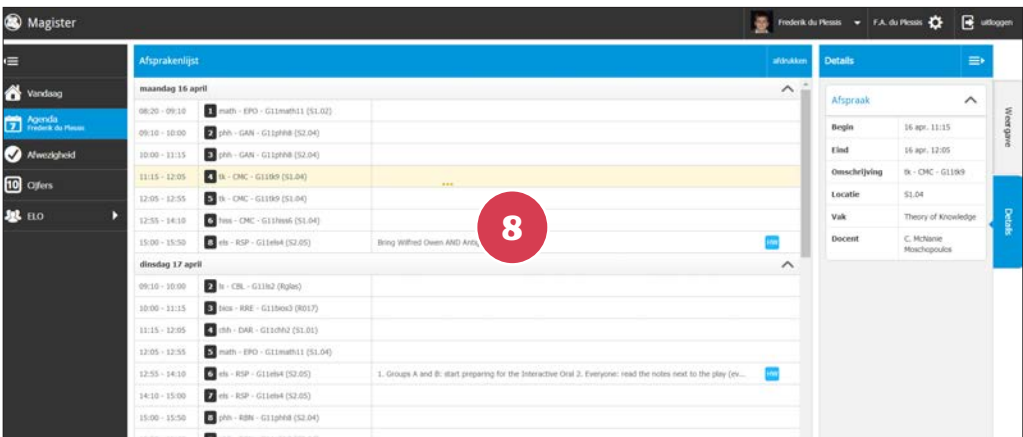 Magister
Frederik du Plessis
F.A. du Plessis
uitloggen
Vandaag
7
Agenda
Frederik du Plessis
Afwezigheid
10
Cijfers
ELO
Afsprakenlijst
afdrukken
maandag 16 april
08:20 - 09:10 1 math - EPO - G11math11 (S1.02)
09:10 - 10:00 2 phh - GAN - G11phh8 (S2.04)
10:00 - 11:15 3 phh - GAN - G11phh8 (S2.04)
11:15 - 12:05 4 tk - CMC - G11tk9 (S1.04)
12:05 - 12:55 5 tk - CMC - G11tk9 (S1.04)
12:55 - 14:10 6 hiss - CMC - G11hiss6 (S1.04)
15:00 - 15:50 8 els - RSP - G11els4 (S2.05) Bring Wilfred Owen AND HW
8
dinsdag 17 april
09:10 - 10:00 2 ls - CBL - G11ls2 (Rglas)
10:00 - 11:15 3 bios - RRE - G11bios3 (R017)
11:15 - 12:05 4 chh - DAR - G11chh2 (S1.01)
12:05 - 12:55 5 math - EPO - G11math11 (S1.04)
12:55 - 14:10 6 els - RSP - G11els4 (S2.05) 1. Groups A and B: start preparing for the Interactive Oral 2. Everyone: read the notes next to the play (ev... HW
14:10 - 15:00 7 els - RSP - G11els4 (S2.05)
15:00 - 15:50 8 phh - RBN - G11phh8 (S2.04)
Details
Afspraak
Begin 16 apr. 11:15
Eind 16 apr. 12:05
Omschrijving tk - CMC - G11tk9
Locatie S1.04
Vak Theory of Knowledge
Docent C. McNanie
Moschopoulos
Weergave
Details